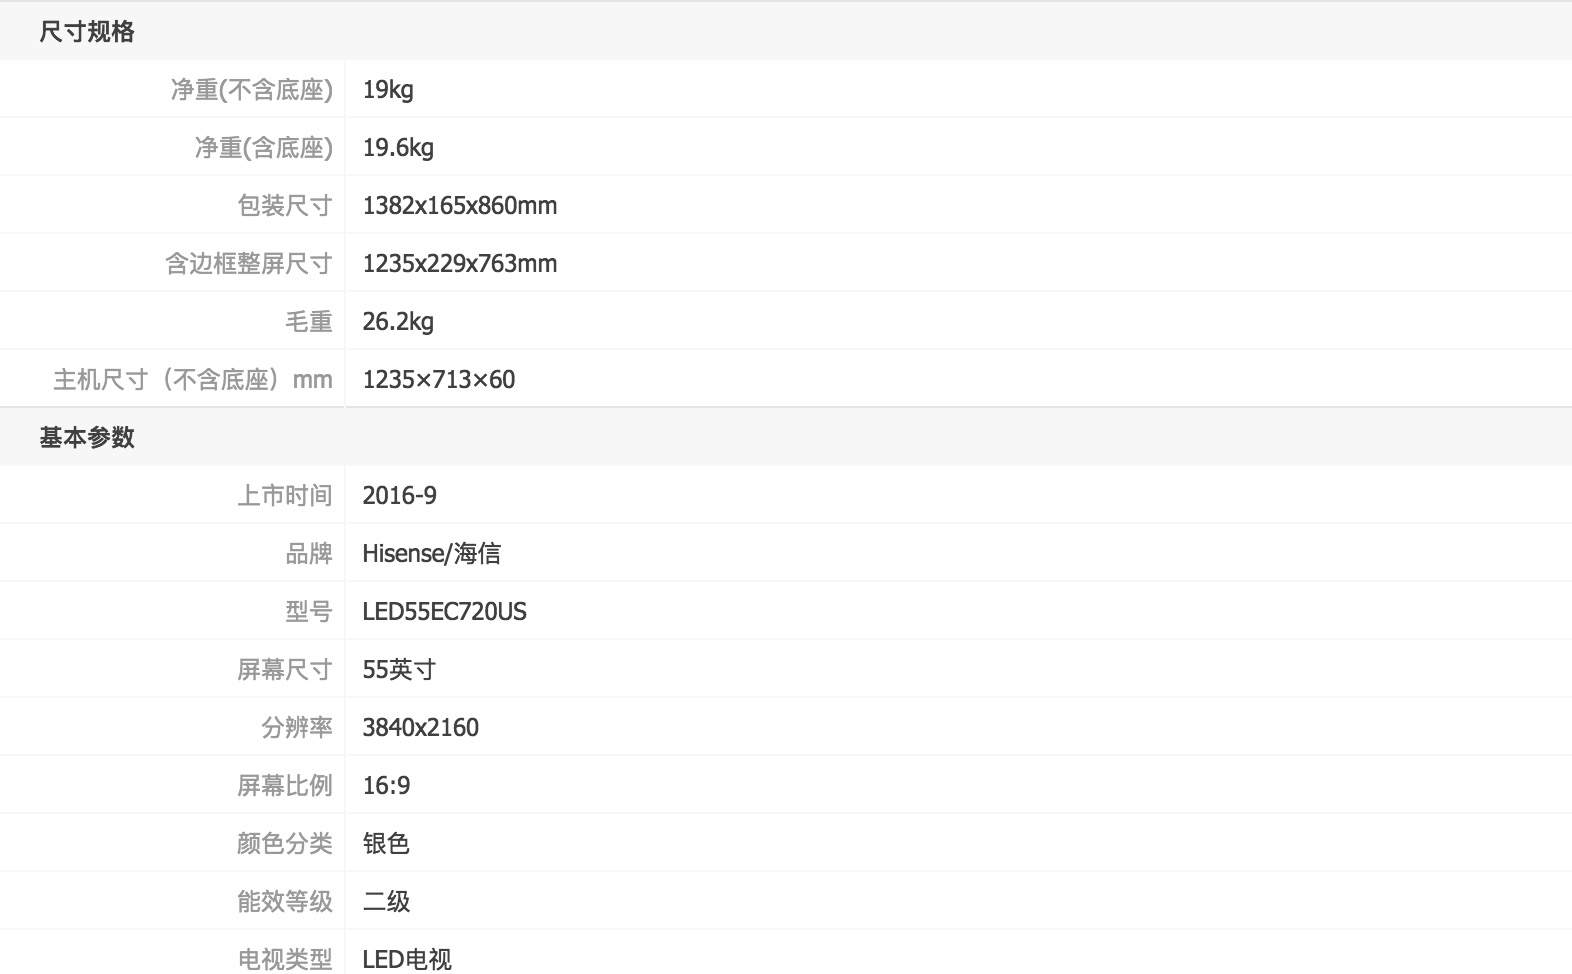 尺寸规格
净重(不含底座) 19kg
净重(含底座) 19.6kg
包装尺寸 1382x165x860mm
含边框整屏尺寸 1235x229x763mm
毛重 26.2kg
主机尺寸（不含底座）mm 1235×713×60
基本参数
上市时间 2016-9
品牌 Hisense/海信
型号 LED55EC720US
屏幕尺寸 55英寸
分辨率 3840x2160
屏幕比例 16:9
颜色分类 银色
能效等级 二级
电视类型 LED电视